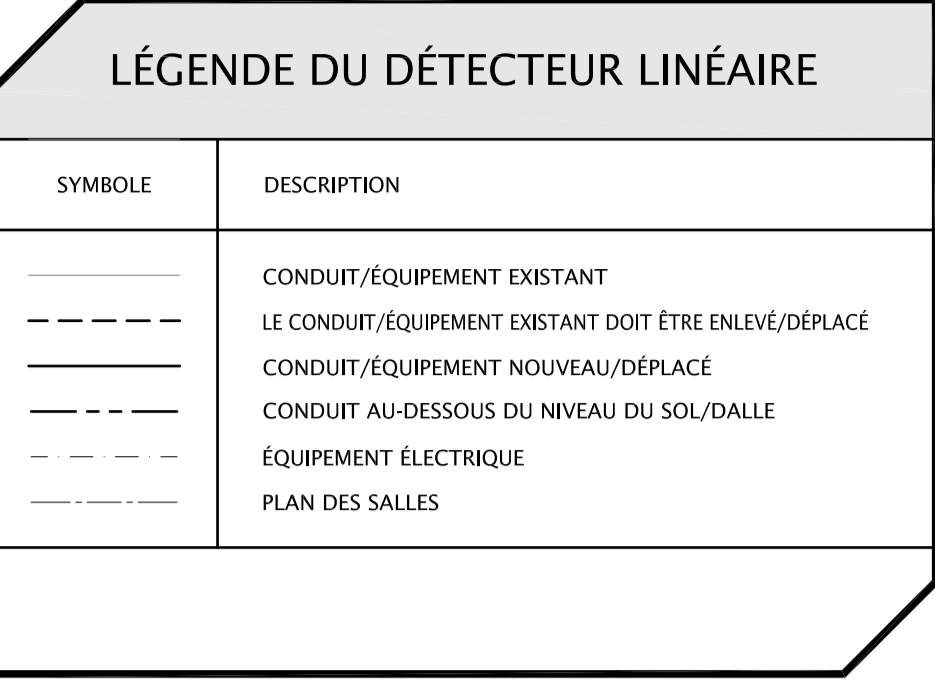 LÉGENDE DU DÉTECTEUR LINÉAIRE
SYMBOLE DESCRIPTION
CONDUIT/ÉQUIPEMENT EXISTANT
LE CONDUIT/ÉQUIPEMENT EXISTANT DOIT ÊTRE ENLEVÉ/DÉPLACÉ
CONDUIT/ÉQUIPEMENT NOUVEAU/DÉPLACÉ
CONDUIT AU-DESSOUS DU NIVEAU DU SOL/DALLE
ÉQUIPEMENT ÉLECTRIQUE
PLAN DES SALLES